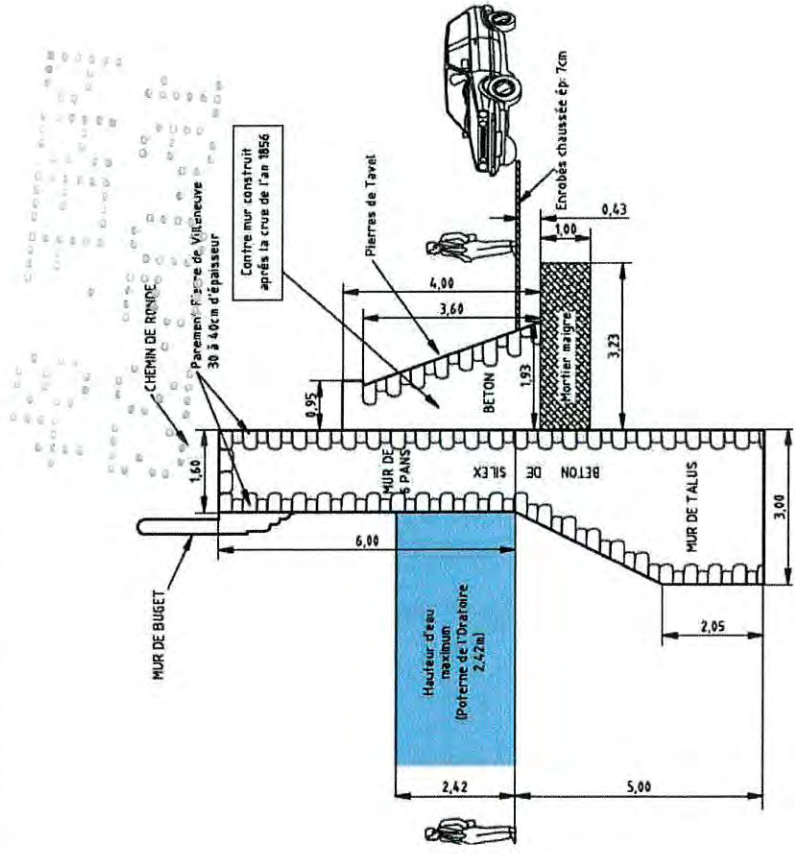 CHEMIN DE RONDE
Parement Pierre de Villeneuve
30 à 40cm d'épaisseur
MUR DE BUGET
1,60
Contre mur construit
après la crue de l'an 1856
Pierres de Tavel
0,95
4,00
3,60
BETON
1,93
Enrobés chaussée ép: 7cm
0,43
1,00
Mortier maigre
3,23
6,00
MUR DE
6 PANS
BETON DE SILEX
MUR DE TALUS
Hauteur d'eau
maximum
(Poterne de l'Oratoire
2,42m)
2,42
5,00
2,05
3,00